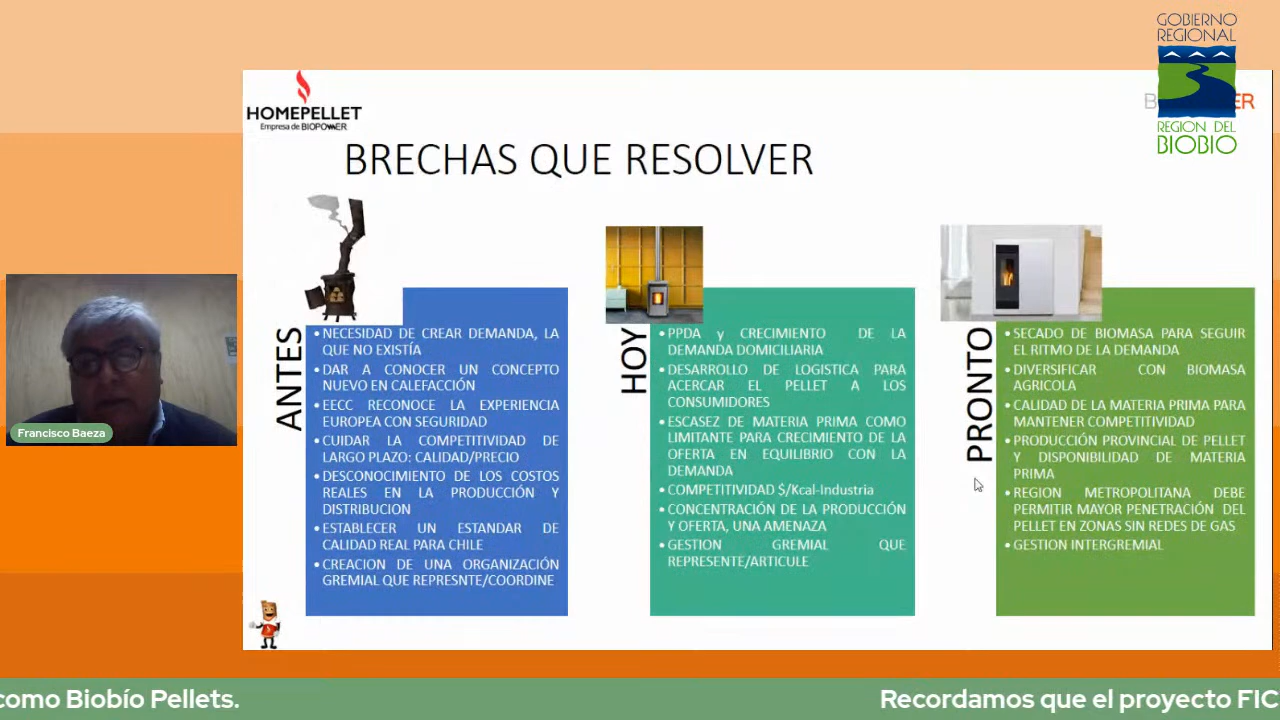 GOBIERNO
REGIONAL
REGION DEL
BIOBIO
HOMEPELLET
Empresa de BIOPOWER
ER
BRECHAS QUE RESOLVER
ANTES
• NECESIDAD DE CREAR DEMANDA, LA
QUE NO EXISTÍA
• DAR A CONOCER UN CONCEPTO
NUEVO EN CALEFACCIÓN
• EECC RECONOCE LA EXPERIENCIA
EUROPEA CON SEGURIDAD
• CUIDAR LA COMPETITIVIDAD DE
LARGO PLAZO: CALIDAD/PRECIO
• DESCONOCIMIENTO DE LOS COSTOS
REALES EN LA PRODUCCIÓN Y
DISTRIBUCION
• ESTABLECER UN ESTANDAR DE
CALIDAD REAL PARA CHILE
• CREACION DE UNA ORGANIZACIÓN
GREMIAL QUE REPRESNTE/COORDINE
HOY
• PPDA y CRECIMIENTO DE LA
DEMANDA DOMICILIARIA
• DESARROLLO DE LOGISTICA PARA
ACERCAR EL PELLET A LOS
CONSUMIDORES
• ESCASEZ DE MATERIA PRIMA COMO
LIMITANTE PARA CRECIMIENTO DE LA
OFERTA EN EQUILIBRIO CON LA
DEMANDA
• COMPETITIVIDAD $/Kcal-Industria
• CONCENTRACIÓN DE LA PRODUCCIÓN
Y OFERTA, UNA AMENAZA
• GESTION GREMIAL QUE
REPRESENTE/ARTICULE
PRONTO
• SECADO DE BIOMASA PARA SEGUIR
EL RITMO DE LA DEMANDA
• DIVERSIFICAR CON BIOMASA
AGRICOLA
• CALIDAD DE LA MATERIA PRIMA PARA
MANTENER COMPETITIVIDAD
• PRODUCCIÓN PROVINCIAL DE PELLET
Y DISPONIBILIDAD DE MATERIA
PRIMA
• REGION METROPOLITANA DEBE
PERMITIR MAYOR PENETRACIÓN DEL
PELLET EN ZONAS SIN REDES DE GAS
• GESTION INTERGREMIAL
Francisco Baeza
como Biobío Pellets.
Recordamos que el proyecto FIC